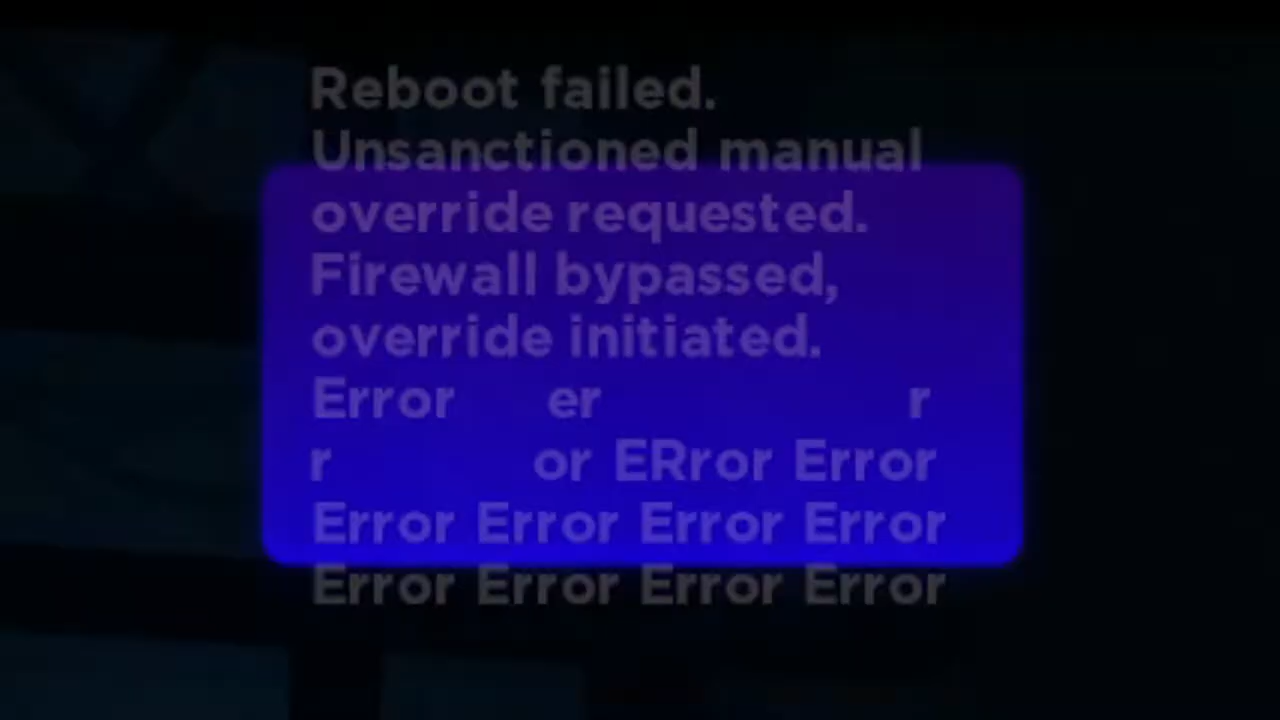 Reboot failed.
Unsanctioned manual
override requested.
Firewall bypassed,
override initiated.
Error er r
r or ERror Error
Error Error Error Error
Error Error Error Error